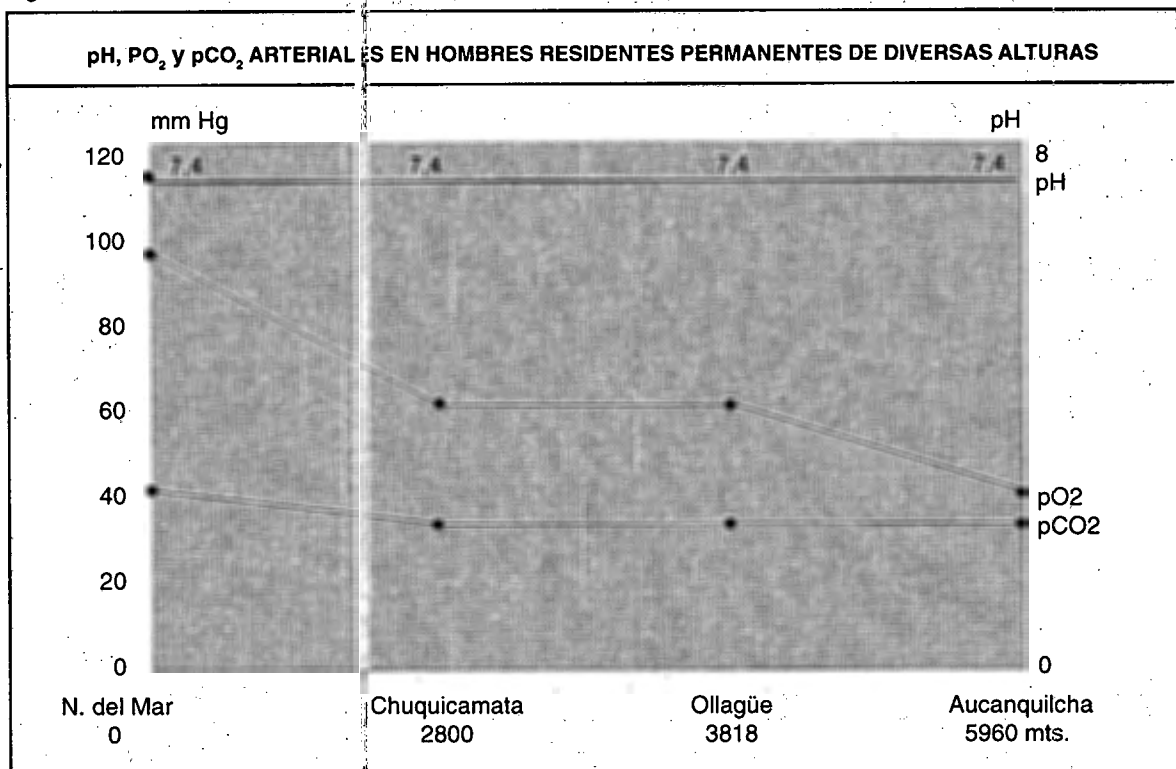 pH, PO₂ y pCO₂ ARTERIALES EN HOMBRES RESIDENTES PERMANENTES DE DIVERSAS ALTURAS
mm Hg
pH
120
7.4
7.4
7.4
7.4
8
pH
100
80
60
40
pO2
pCO2
20
0
0
N. del Mar
0
Chuquicamata
2800
Ollagüe
3818
Aucanquilcha
5960 mts.